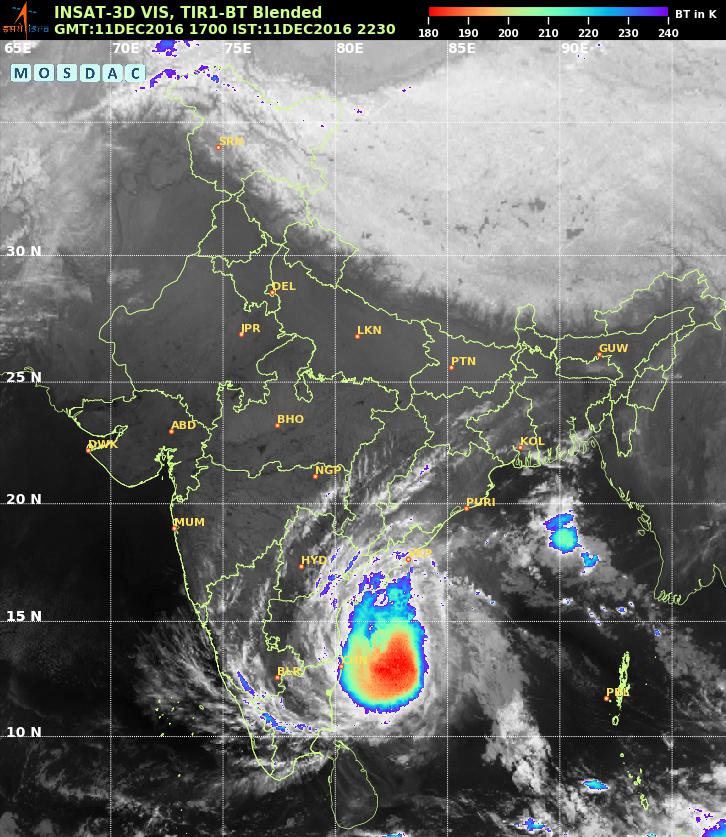 INSAT-3D VIS, TIR1-BT Blended
GMT:11DEC2016 1700 IST:11DEC2016 2230
BT in K
180 190 200 210 220 230 240
65E 70E 75E 80E 85E 90E
MOSDAC
SRN
30 N
DEL
JPR
LKN
GUW
PTN
25 N
ABD
BHO
DWK
KOL
NGP
20 N
PURI
MUM
HYD
15 N
CHN
BLR
10 N